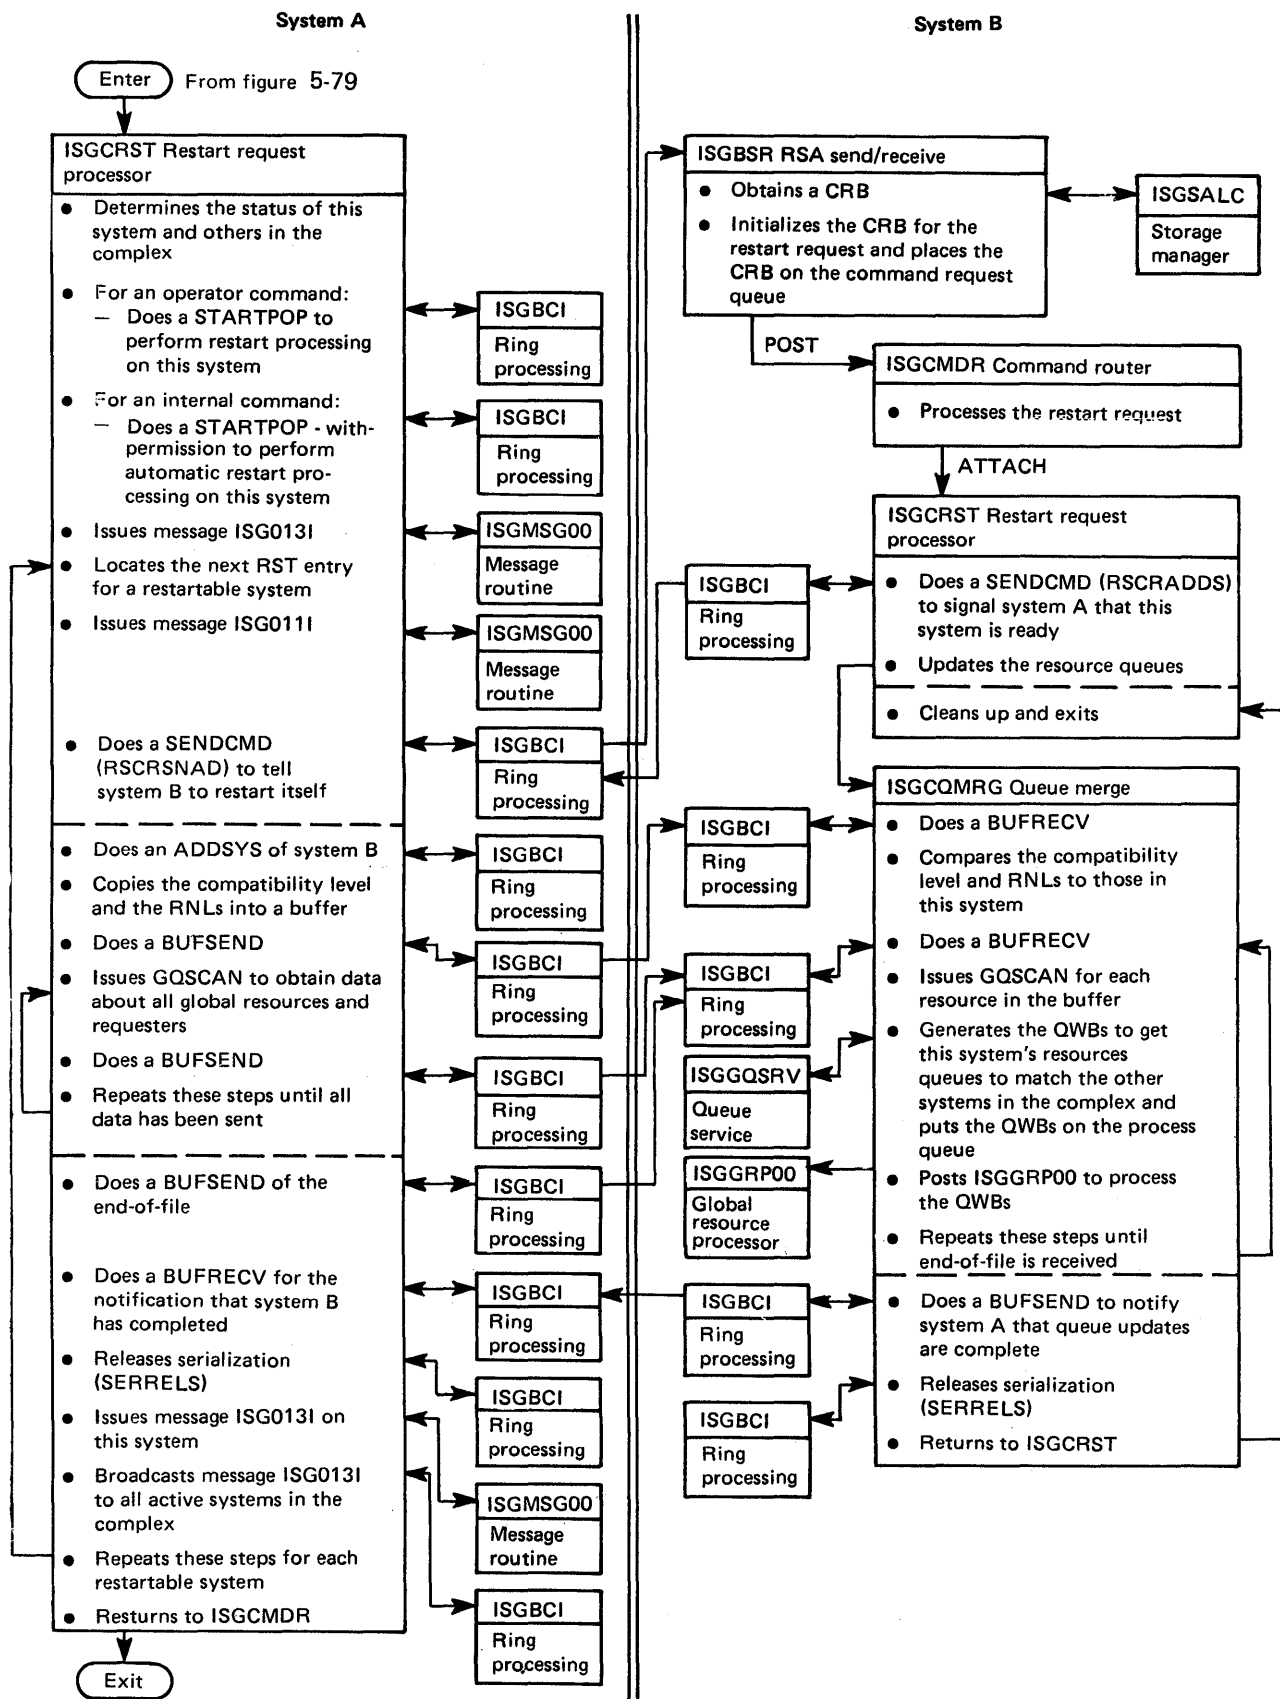 System A
Enter
From figure 5-79
ISGCRST Restart request
processor
• Determines the status of this
system and others in the
complex
• For an operator command:
— Does a STARTPOP to
perform restart processing
on this system
• For an internal command:
— Does a STARTPOP - with-
permission to perform
automatic restart pro-
cessing on this system
• Issues message ISG013I
• Locates the next RST entry
for a restartable system
• Issues message ISG011I
• Does a SENDCMD
(RSCRSNAD) to tell
system B to restart itself
• Does an ADDSYS of system B
• Copies the compatibility level
and the RNLs into a buffer
• Does a BUFSEND
• Issues GQSCAN to obtain data
about all global resources and
requesters
• Does a BUFSEND
• Repeats these steps until all
data has been sent
• Does a BUFSEND of the
end-of-file
• Does a BUFRECV for the
notification that system B
has completed
• Releases serialization
(SERRELS)
• Issues message ISG013I on
this system
• Broadcasts message ISG013I
to all active systems in the
complex
• Repeats these steps for each
restartable system
• Resturns to ISGCMDR
Exit
ISGBCI
Ring
processing
ISGBCI
Ring
processing
ISGMSG00
Message
routine
ISGMSG00
Message
routine
ISGBCI
Ring
processing
ISGBCI
Ring
processing
ISGBCI
Ring
processing
ISGBCI
Ring
processing
ISGBCI
Ring
processing
ISGBCI
Ring
processing
ISGBCI
Ring
processing
ISGMSG00
Message
routine
ISGBCI
Ring
processing
System B
ISGBSR RSA send/receive
• Obtains a CRB
• Initializes the CRB for the
restart request and places the
CRB on the command request
queue
ISGSALC
Storage
manager
POST
ISGCMDR Command router
• Processes the restart request
ATTACH
ISGCRST Restart request
processor
• Does a SENDCMD (RSCRADDS)
to signal system A that this
system is ready
• Updates the resource queues
• Cleans up and exits
ISGBCI
Ring
processing
ISGCQMRG Queue merge
• Does a BUFRECV
• Compares the compatibility
level and RNLs to those in
this system
• Does a BUFRECV
• Issues GQSCAN for each
resource in the buffer
• Generates the QWBs to get
this system's resources
queues to match the other
systems in the complex and
puts the QWBs on the process
queue
• Posts ISGGRP00 to process
the QWBs
• Repeats these steps until
end-of-file is received
• Does a BUFSEND to notify
system A that queue updates
are complete
• Releases serialization
(SERRELS)
• Returns to ISGCRST
ISGBCI
Ring
processing
ISGBCI
Ring
processing
ISGGQSRV
Queue
service
ISGGRP00
Global
resource
processor
ISGBCI
Ring
processing
ISGBCI
Ring
processing